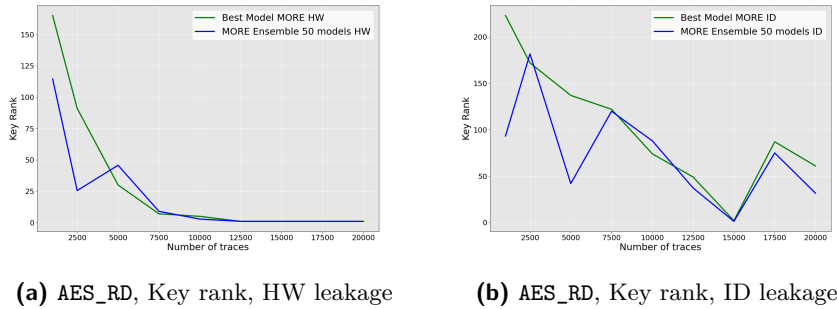 Best Model MORE HW
MORE Ensemble 50 models HW
Key Rank
175
150
125
100
75
50
25
0
2500 5000 7500 10000 12500 15000 17500 20000
Number of traces
(a) AES_RD, Key rank, HW leakage
Best Model MORE ID
MORE Ensemble 50 models ID
Key Rank
200
150
100
50
0
2500 5000 7500 10000 12500 15000 17500 20000
Number of traces
(b) AES_RD, Key rank, ID leakage